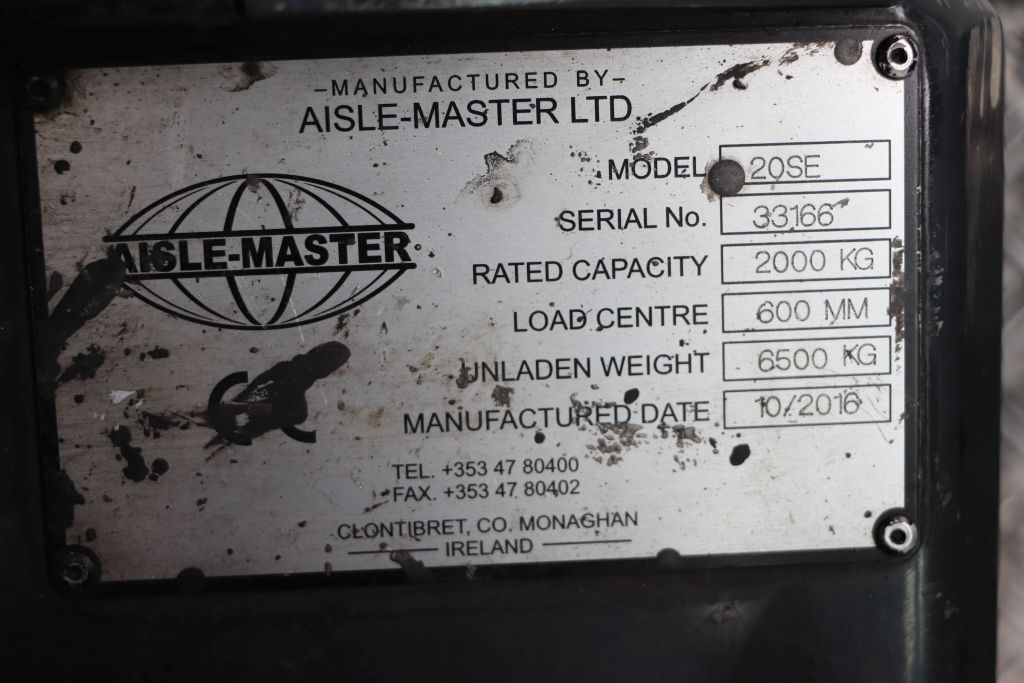 –MANUFACTURED BY–
AISLE-MASTER LTD.
AISLE-MASTER
MODEL 20SE
SERIAL No. 33166
RATED CAPACITY 2000 KG
LOAD CENTRE 600 MM
UNLADEN WEIGHT 6500 KG
MANUFACTURED DATE 10/2016
TEL. +353 47 80400
FAX. +353 47 80402
CLONTIBRET, CO. MONAGHAN
IRELAND